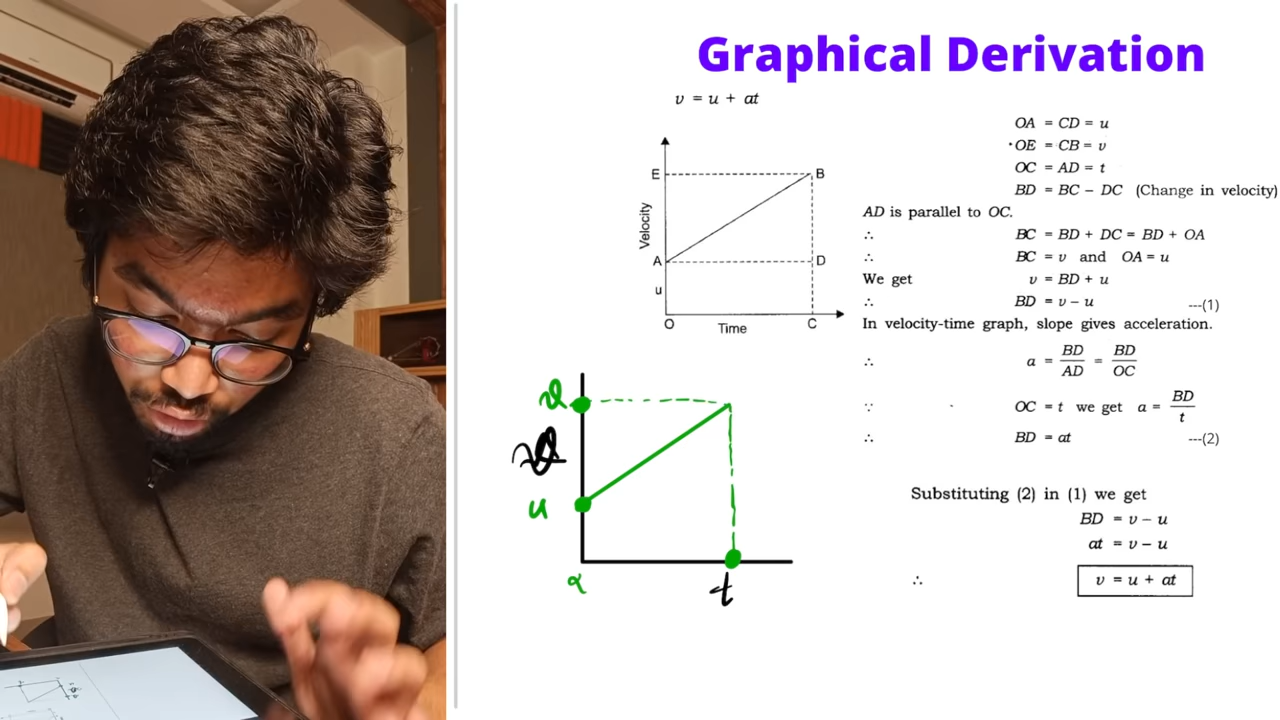 Graphical Derivation
v = u + at
E
B
Velocity
A
D
u
O
Time
C
OA = CD = u
OE = CB = v
OC = AD = t
BD = BC – DC (Change in velocity)
AD is parallel to OC.
∴ BC = BD + DC = BD + OA
∴ BC = v and OA = u
We get v = BD + u
∴ BD = v – u ---(1)
In velocity-time graph, slope gives acceleration.
∴ a = BD/AD = BD/OC
∵ OC = t we get a = BD/t
∴ BD = at ---(2)
Substituting (2) in (1) we get
BD = v – u
at = v – u
∴ v = u + at
u
t